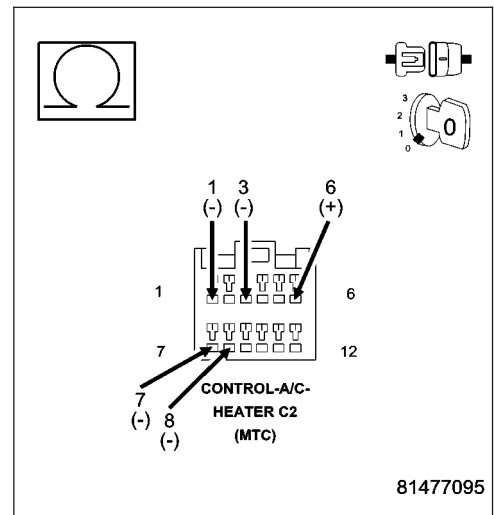 3
2
1
0
0
1 3 6
(-) (-) (+)
1 6
7 12
7
(-)
8
(-)
CONTROL-A/C-
HEATER C2
(MTC)
81477095